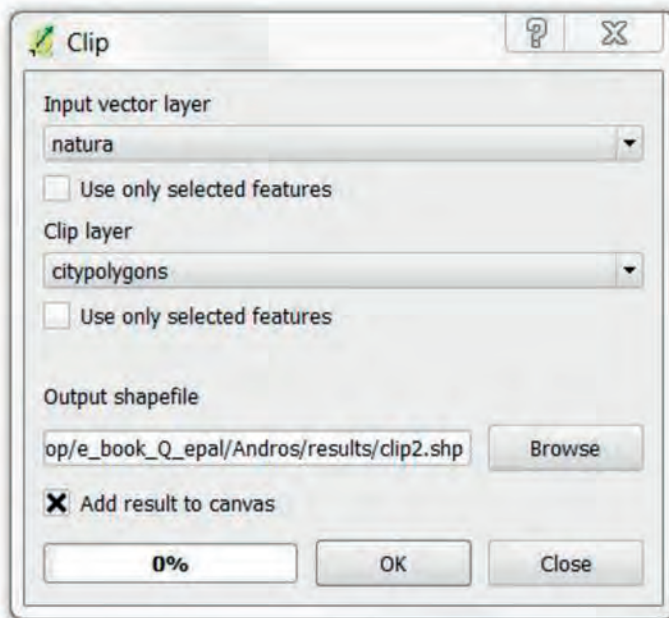 Clip
Input vector layer
natura
Use only selected features
Clip layer
citypolygons
Use only selected features
Output shapefile
op/e_book_Q_epal/Andros/results/clip2.shp
Browse
Add result to canvas
0%
OK
Close